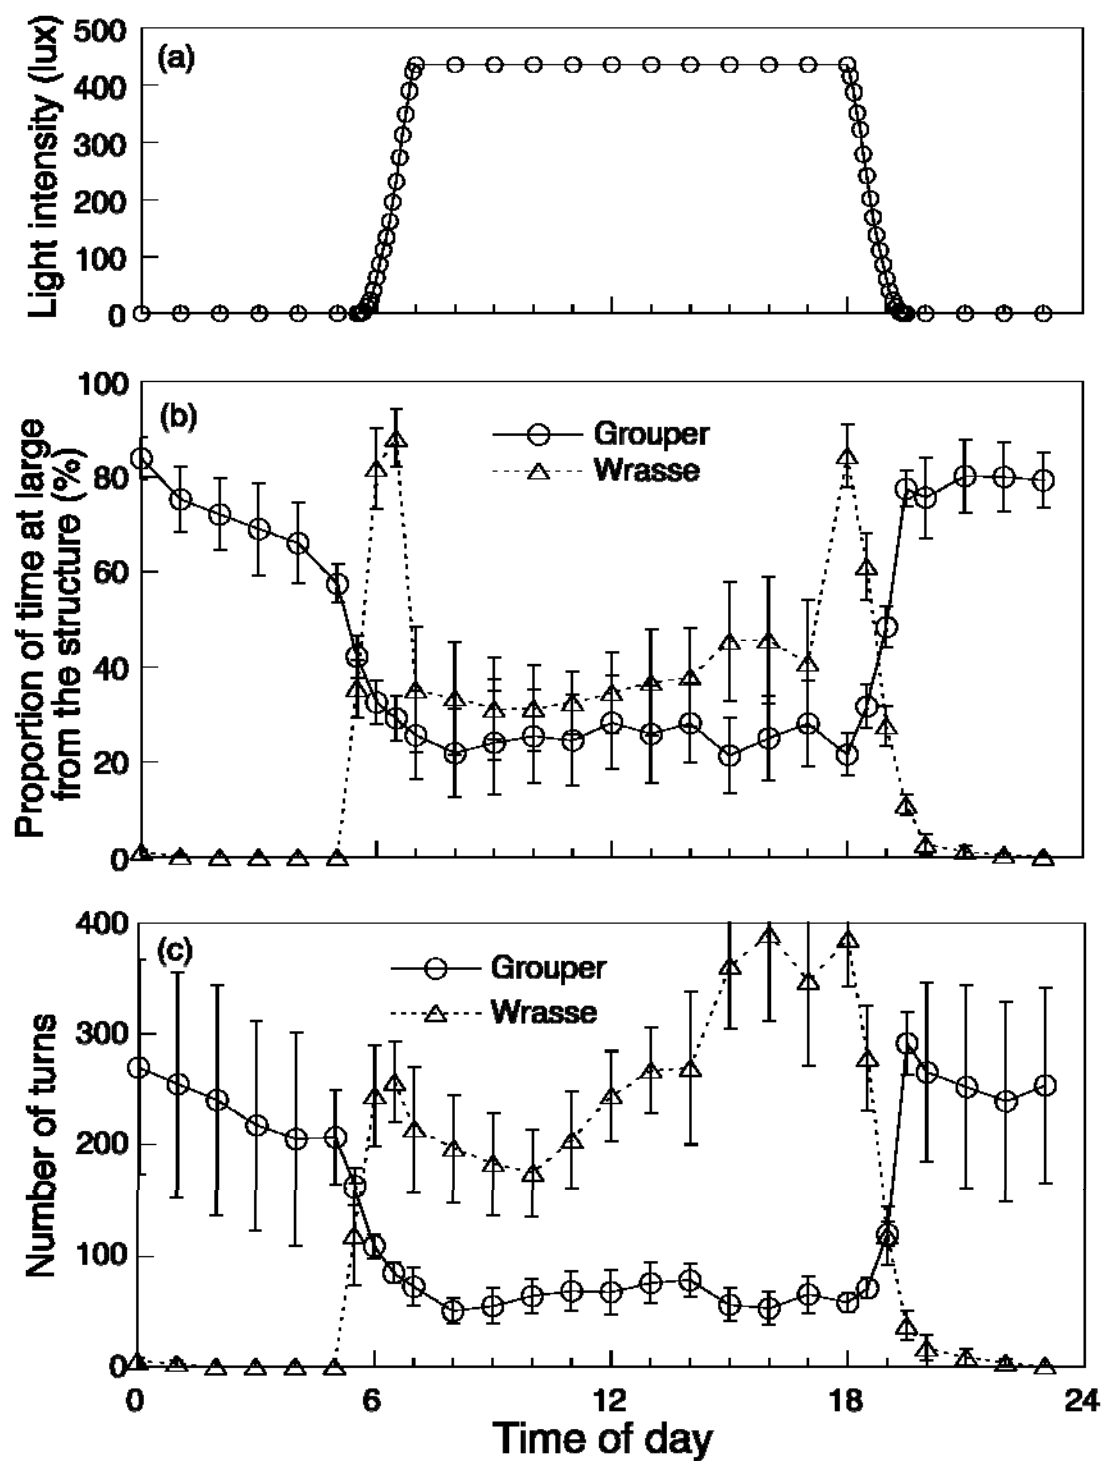 (a)
500
400
300
200
100
0
Light intensity (lux)
(b)
100
80
60
40
20
0
Proportion of time at large
from the structure (%)
Grouper
Wrasse
(c)
400
300
200
100
0
Number of turns
Grouper
Wrasse
0 6 12 18 24
Time of day